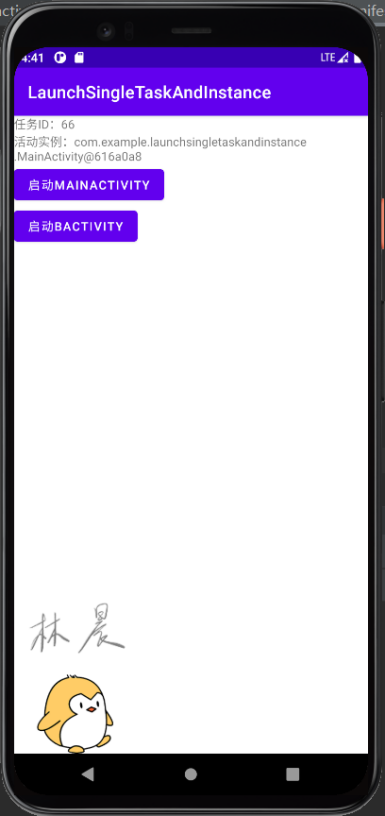 4:41
LTE
LaunchSingleTaskAndInstance
任务ID：66
活动实例：com.example.launchsingletaskandinstance
.MainActivity@616a0a8
启动MAINACTIVITY
启动BACTIVITY
林晨